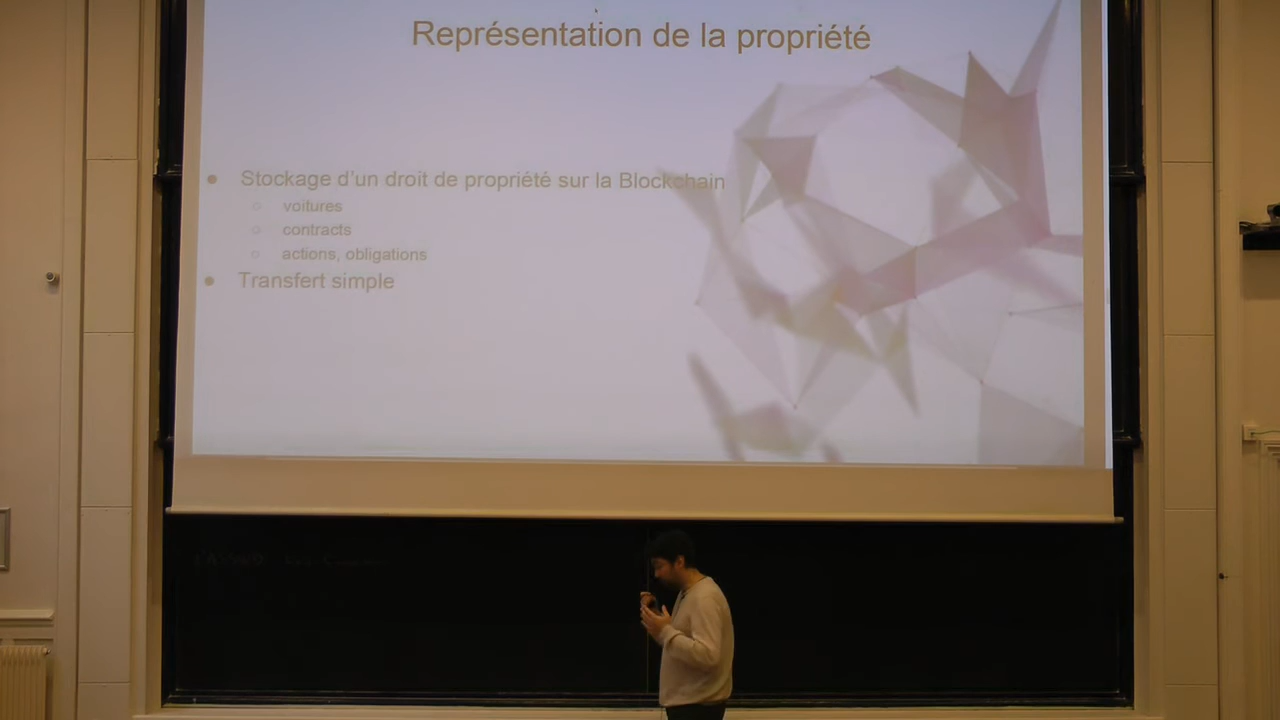 Représentation de la propriété
● Stockage d'un droit de propriété sur la Blockchain
○ voitures
○ contracts
○ actions, obligations
● Transfert simple